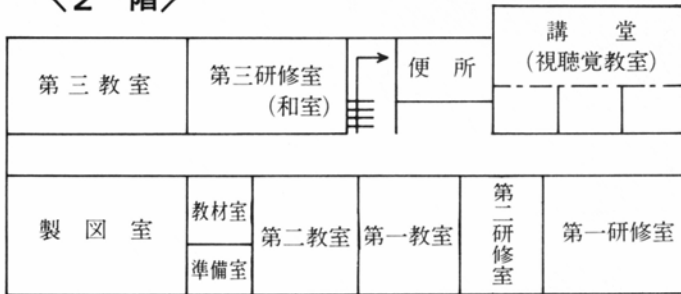 〈2 階〉
講堂
(視聴覚教室)
第三教室
第三研修室
(和室)
便所
製図室
教材室
準備室
第二教室
第一教室
第二研修室
第一研修室